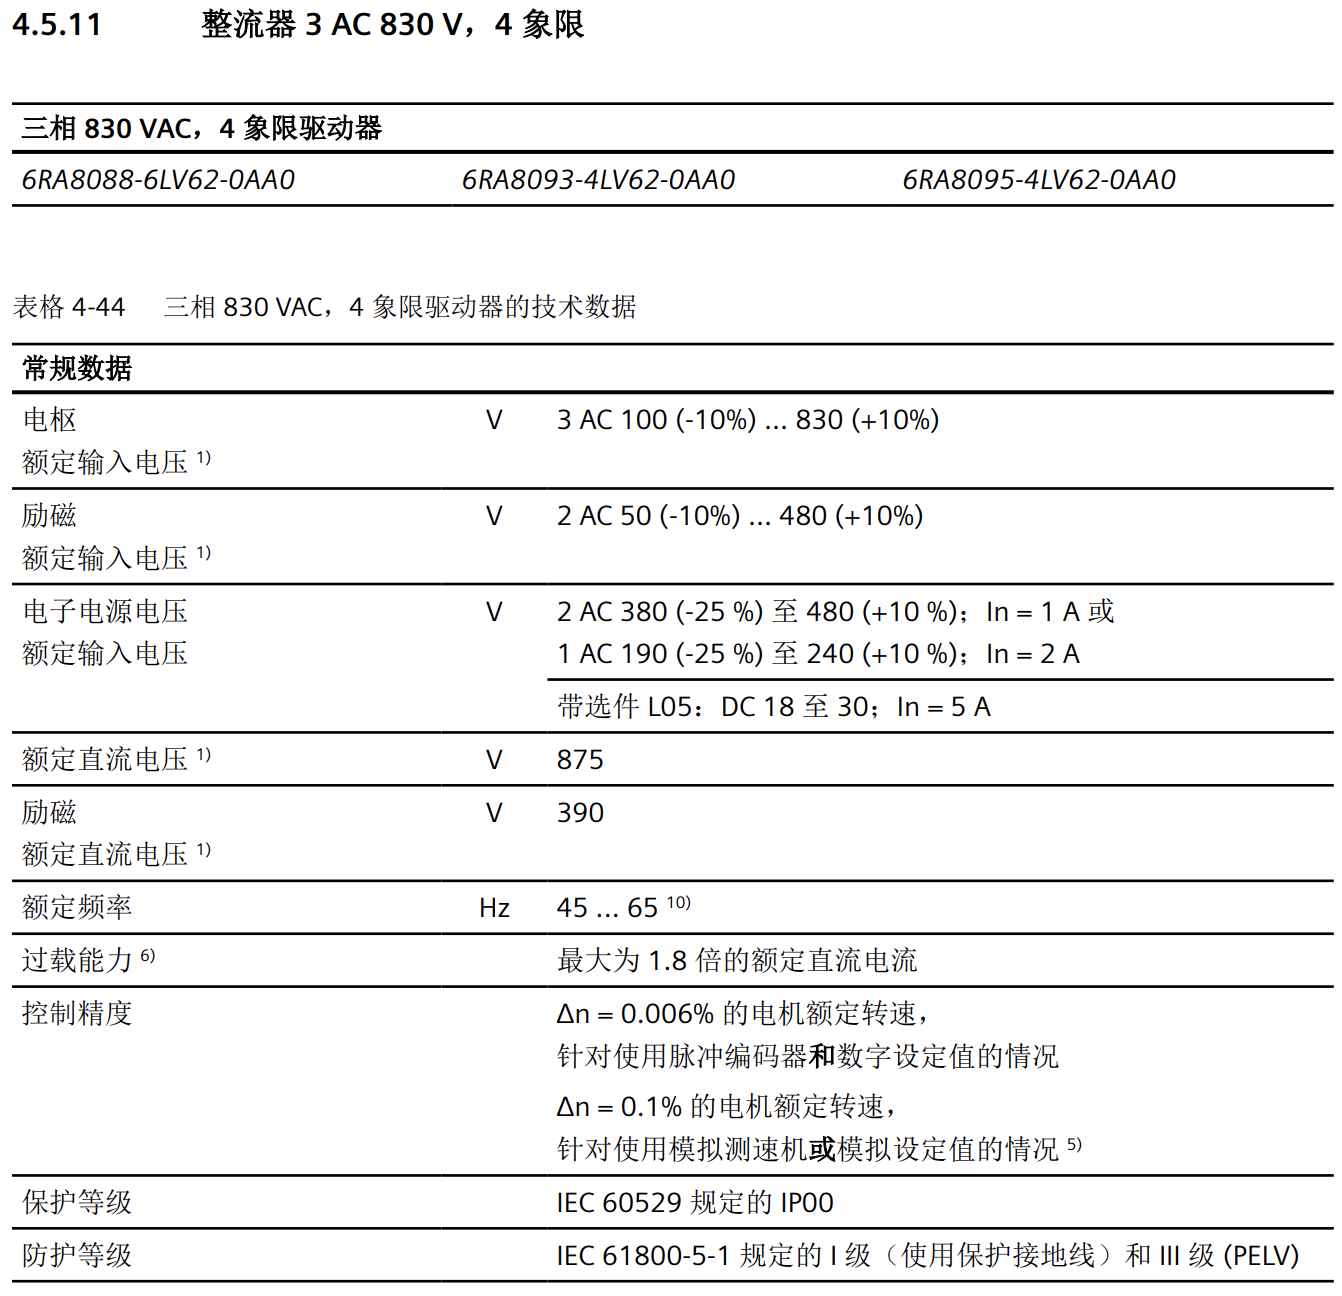 4.5.11 整流器 3 AC 830 V，4 象限
三相 830 VAC，4 象限驱动器
6RA8088-6LV62-0AA0 6RA8093-4LV62-0AA0 6RA8095-4LV62-0AA0
表格 4-44 三相 830 VAC，4 象限驱动器的技术数据
常规数据
电枢 V 3 AC 100 (-10%) ... 830 (+10%)
额定输入电压 1)
励磁 V 2 AC 50 (-10%) ... 480 (+10%)
额定输入电压 1)
电子电源电压 V 2 AC 380 (-25 %) 至 480 (+10 %)；In = 1 A 或
额定输入电压 1 AC 190 (-25 %) 至 240 (+10 %)；In = 2 A
带选件 L05：DC 18 至 30；In = 5 A
额定直流电压 1) V 875
励磁 V 390
额定直流电压 1)
额定频率 Hz 45 ... 65 10)
过载能力 6) 最大为 1.8 倍的额定直流电流
控制精度 Δn = 0.006% 的电机额定转速，
针对使用脉冲编码器和数字设定值的情况
Δn = 0.1% 的电机额定转速，
针对使用模拟测速机或模拟设定值的情况 5)
保护等级 IEC 60529 规定的 IP00
防护等级 IEC 61800-5-1 规定的 I 级（使用保护接地线）和 III 级 (PELV)